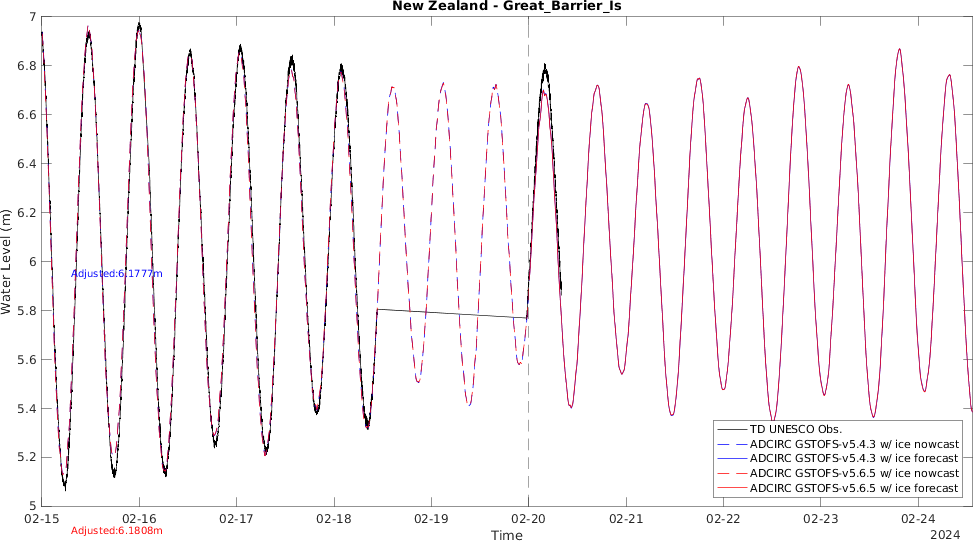 New Zealand - Great_Barrier_Is
7
6.8
6.6
6.4
6.2
6
5.8
5.6
5.4
5.2
5
Water Level (m)
Adjusted:6.1777m
TD UNESCO Obs.
ADCIRC GSTOFS-v5.4.3 w/ ice nowcast
ADCIRC GSTOFS-v5.4.3 w/ ice forecast
ADCIRC GSTOFS-v5.6.5 w/ ice nowcast
ADCIRC GSTOFS-v5.6.5 w/ ice forecast
02-15 02-16 02-17 02-18 02-19 02-20 02-21 02-22 02-23 02-24
Adjusted:6.1808m
Time
2024